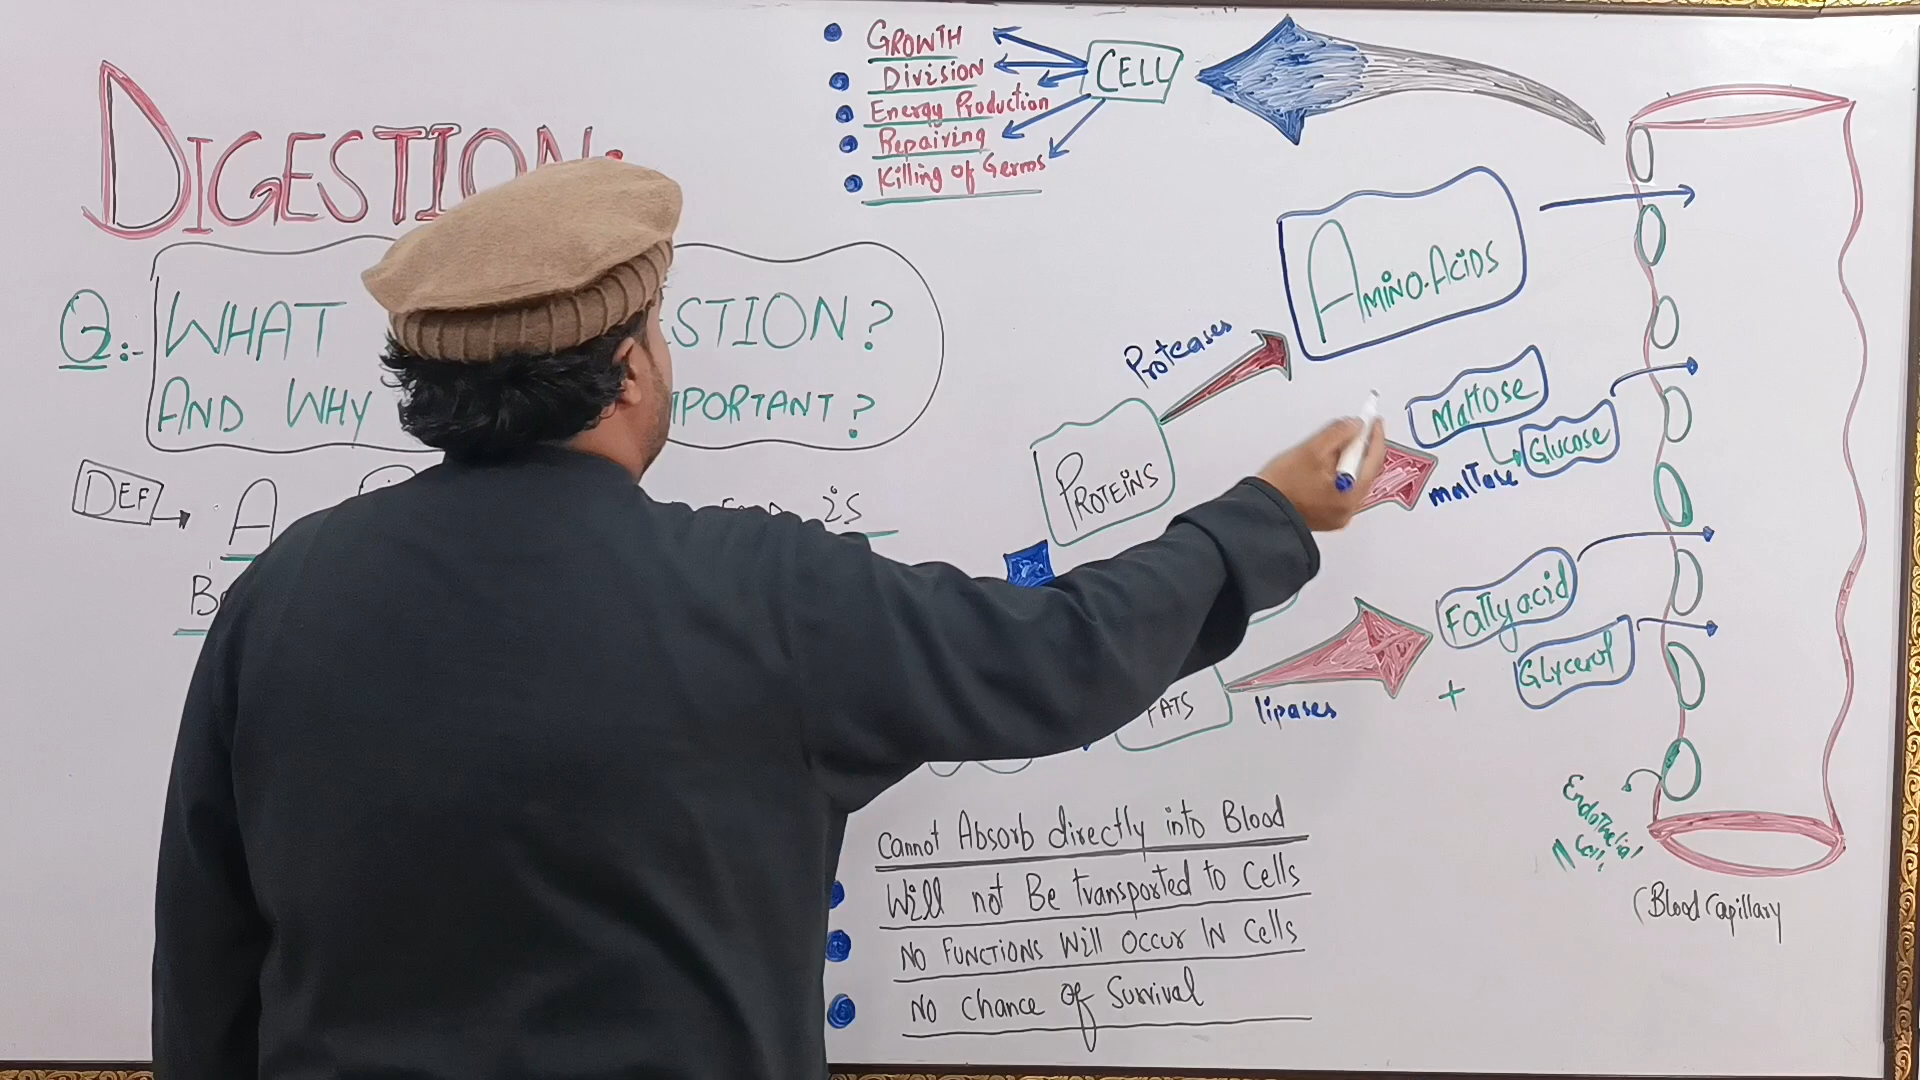 DIGESTION:
Q:- WHAT STION?
AND WHY MPORTANT?
DEF A is
GROWTH
Division
Energy Production
Repairing
Killing of Germs
CELL
AMINO-ACIDS
Proteases
PROTEINS
Maltose
Glucose
maltose
Fatty acid
+ Glycerol
FATS
lipases
Endothelial
Cell
(Blood Capillary
Cannot Absorb directly into Blood
Will not Be transported to Cells
NO FUNCTIONS Will OCCUR IN Cells
NO Chance of Survival